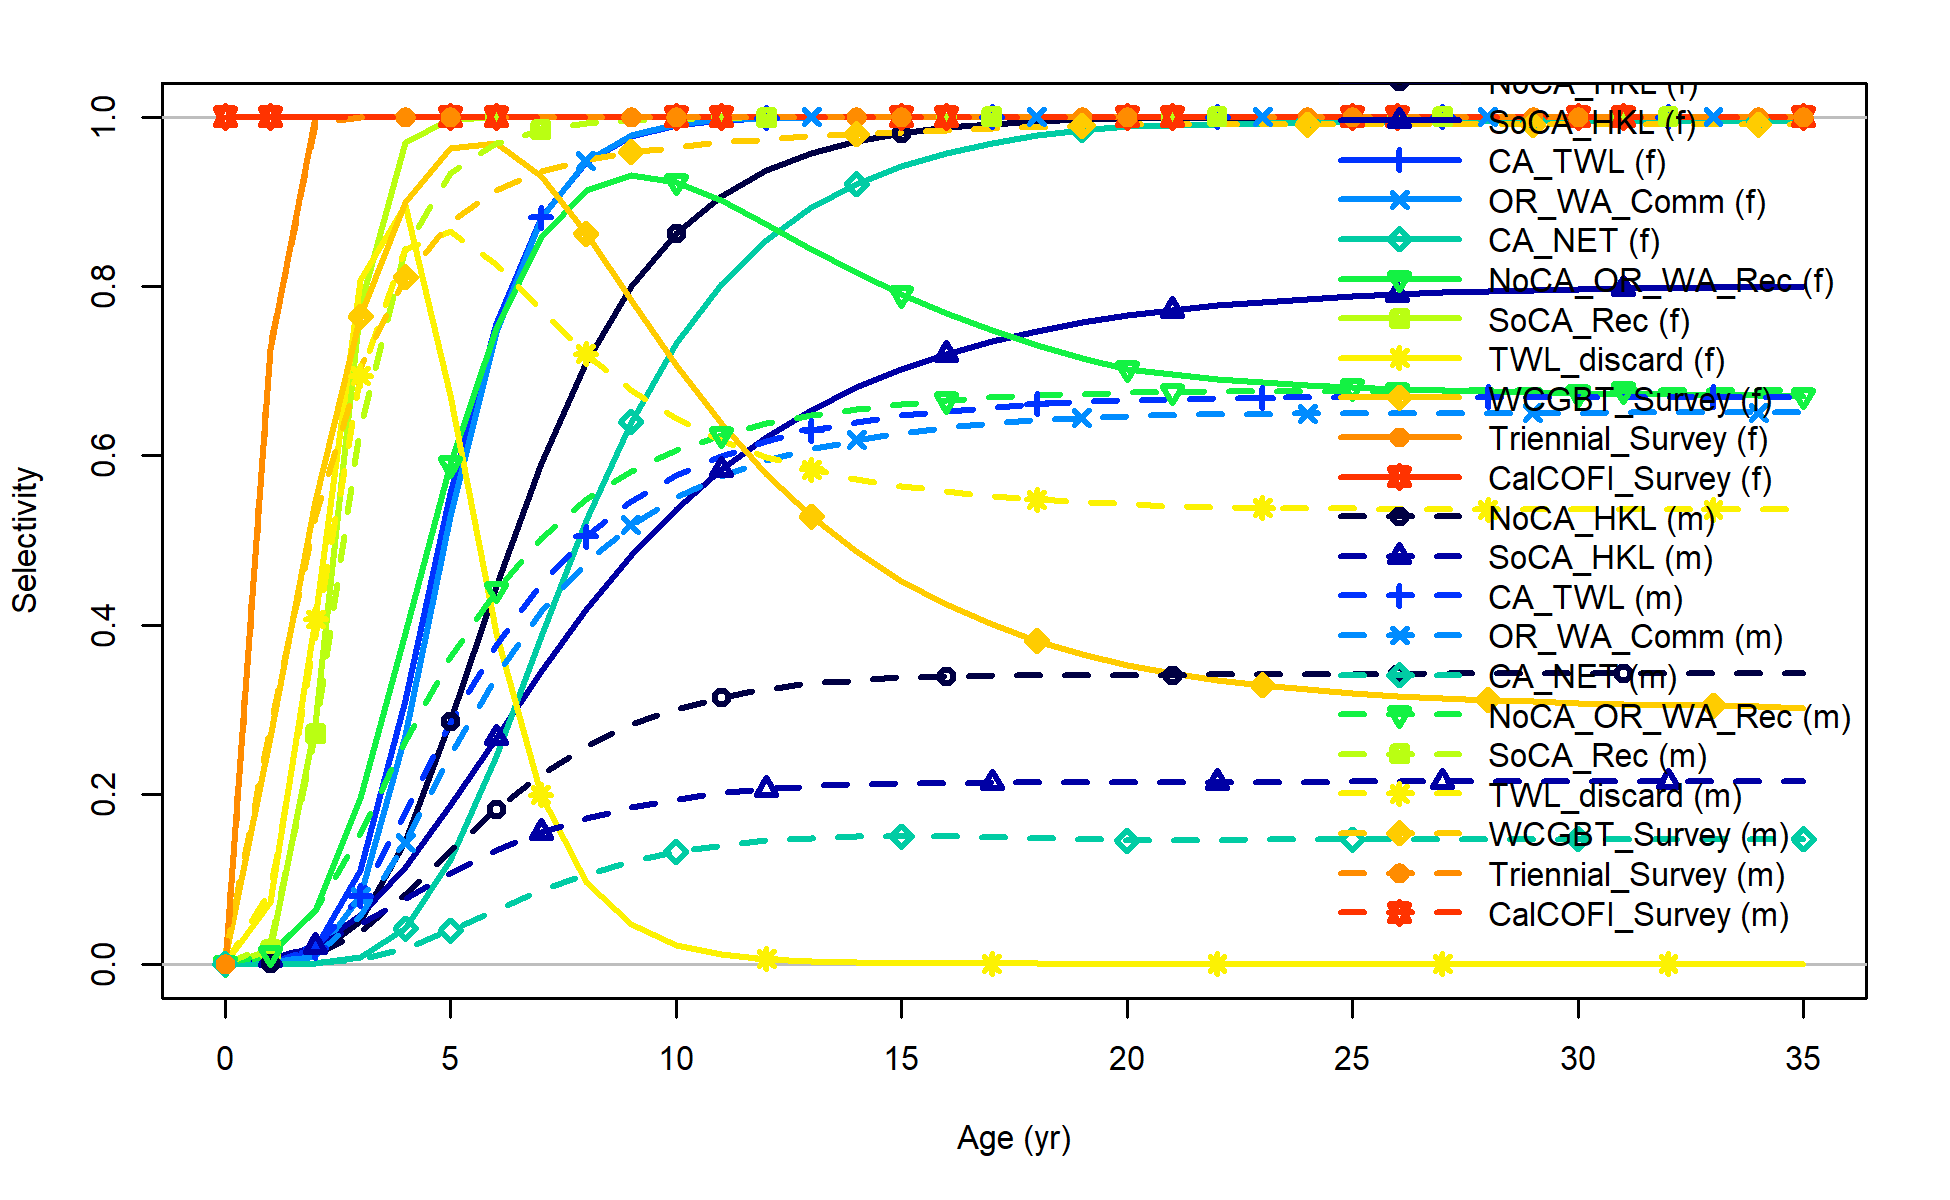 NoCA_HKL (f)
SoCA_HKL (f)
CA_TWL (f)
OR_WA_Comm (f)
CA_NET (f)
NoCA_OR_WA_Rec (f)
SoCA_Rec (f)
TWL_discard (f)
WCGBT_Survey (f)
Triennial_Survey (f)
CalCOFI_Survey (f)
NoCA_HKL (m)
SoCA_HKL (m)
CA_TWL (m)
OR_WA_Comm (m)
CA_NET (m)
NoCA_OR_WA_Rec (m)
SoCA_Rec (m)
TWL_discard (m)
WCGBT_Survey (m)
Triennial_Survey (m)
CalCOFI_Survey (m)
1.0
0.8
0.6
0.4
0.2
0.0
Selectivity
0 5 10 15 20 25 30 35
Age (yr)